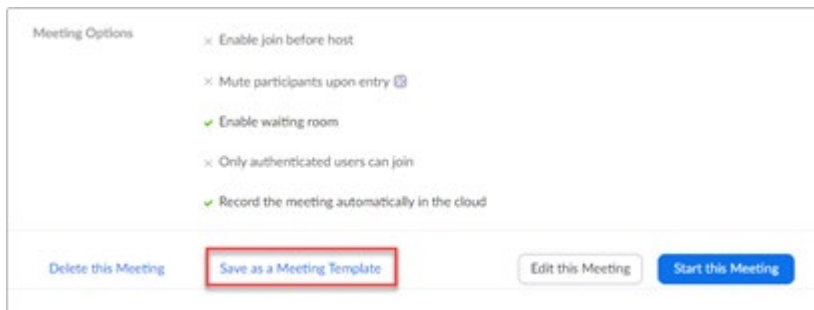 Meeting Options
Enable join before host
Mute participants upon entry
Enable waiting room
Only authenticated users can join
Record the meeting automatically in the cloud
Delete this Meeting
Save as a Meeting Template
Edit this Meeting
Start this Meeting